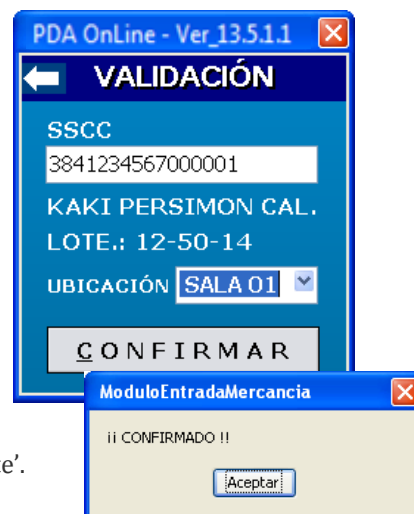 PDA OnLine - Ver_13.5.1.1
VALIDACIÓN
SSCC
3841234567000001
KAKI PERSIMON CAL.
LOTE.: 12-50-14
UBICACIÓN SALA 01
CONFIRMAR
ModuloEntradaMercancia
¡¡ CONFIRMADO !!
Aceptar
e’.